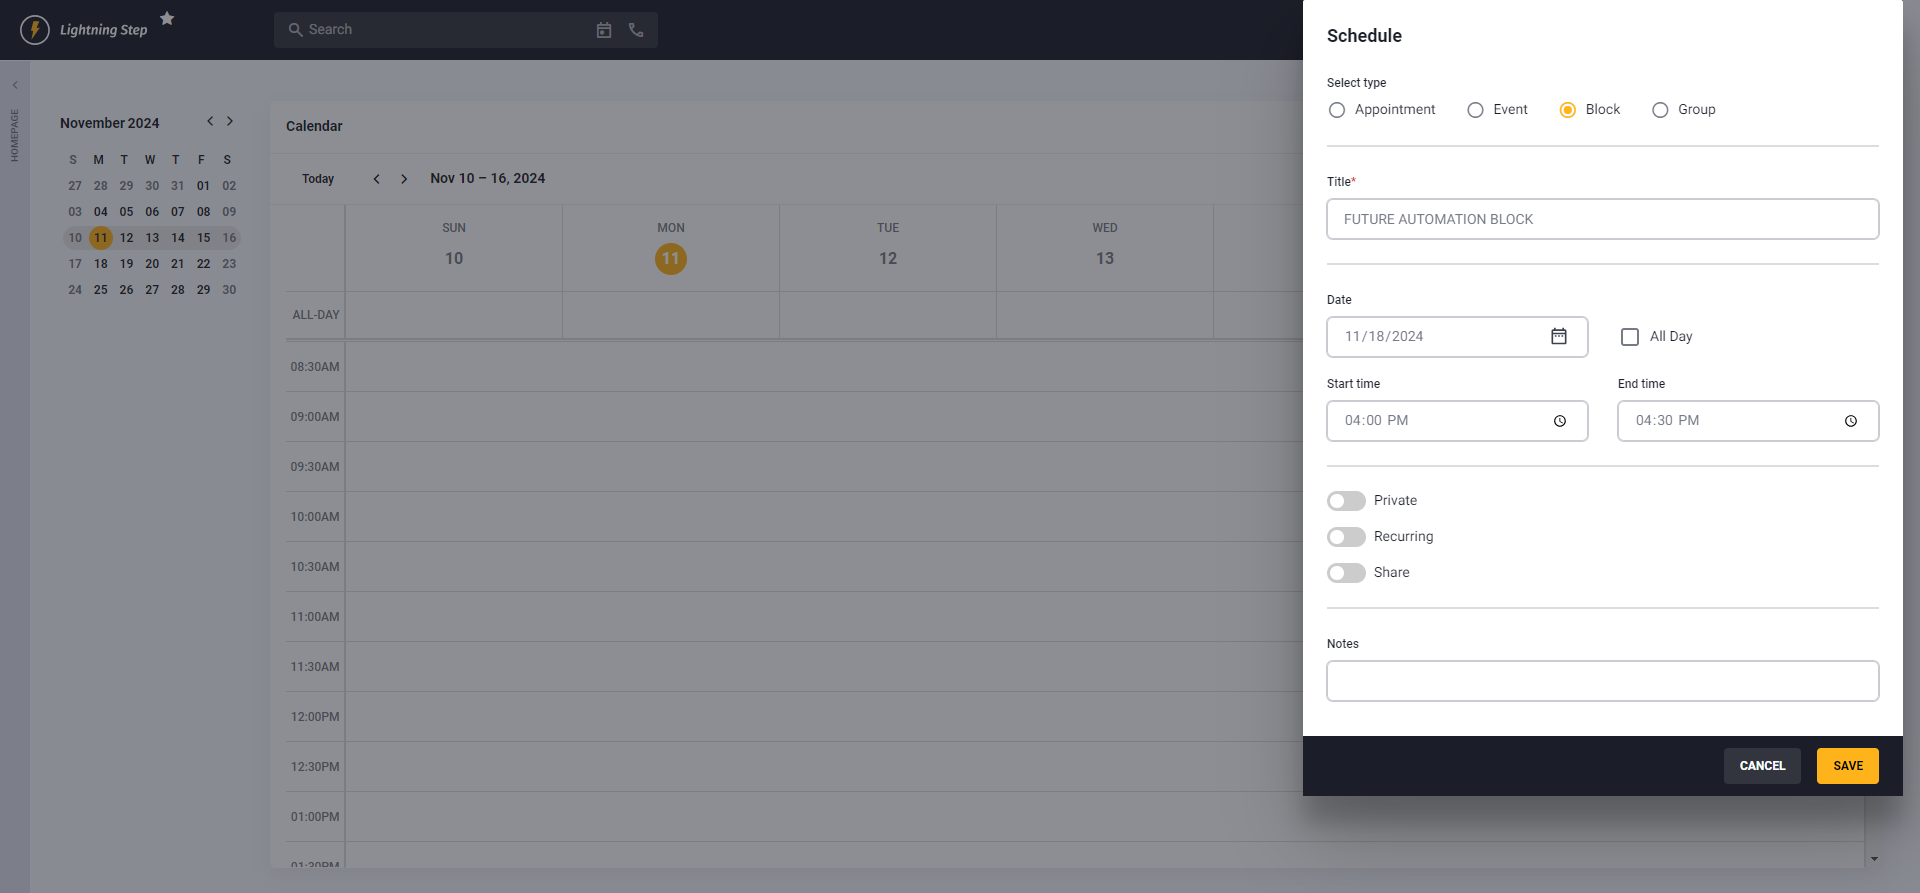 Lightning Step
Search
HOMEPAGE
November 2024
S M T W T F S
27 28 29 30 31 01 02
03 04 05 06 07 08 09
10 11 12 13 14 15 16
17 18 19 20 21 22 23
24 25 26 27 28 29 30
Calendar
Today
Nov 10 – 16, 2024
SUN MON TUE WED
10 11 12 13
ALL-DAY
08:30AM
09:00AM
09:30AM
10:00AM
10:30AM
11:00AM
11:30AM
12:00PM
12:30PM
01:00PM
01:30PM
Schedule
Select type
Appointment Event Block Group
Title*
FUTURE AUTOMATION BLOCK
Date
11/18/2024
All Day
Start time End time
04:00 PM 04:30 PM
Private
Recurring
Share
Notes
CANCEL SAVE